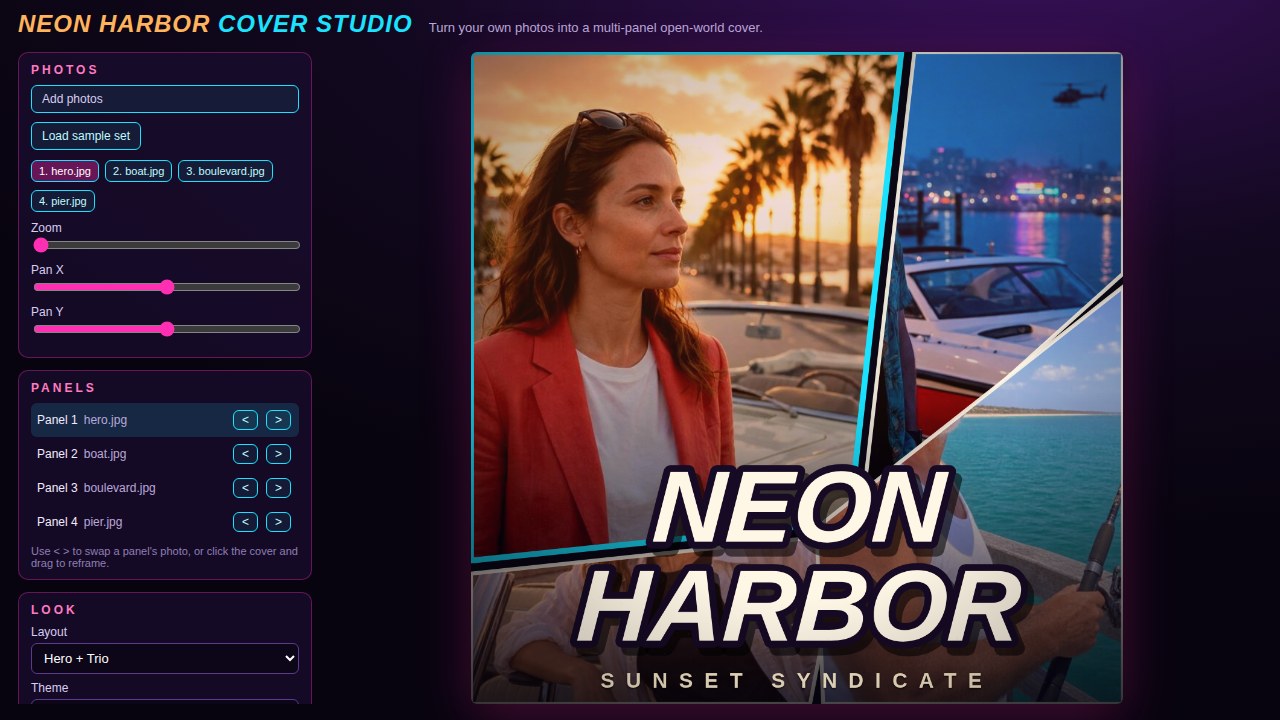 NEON HARBOR COVER STUDIO Turn your own photos into a multi-panel open-world cover.
PHOTOS
Add photos
Load sample set
1. hero.jpg 2. boat.jpg 3. boulevard.jpg
4. pier.jpg
Zoom
Pan X
Pan Y
PANELS
Panel 1 hero.jpg < >
Panel 2 boat.jpg < >
Panel 3 boulevard.jpg < >
Panel 4 pier.jpg < >
Use < > to swap a panel's photo, or click the cover and
drag to reframe.
LOOK
Layout
Hero + Trio
Theme
NEON
HARBOR
SUNSET SYNDICATE